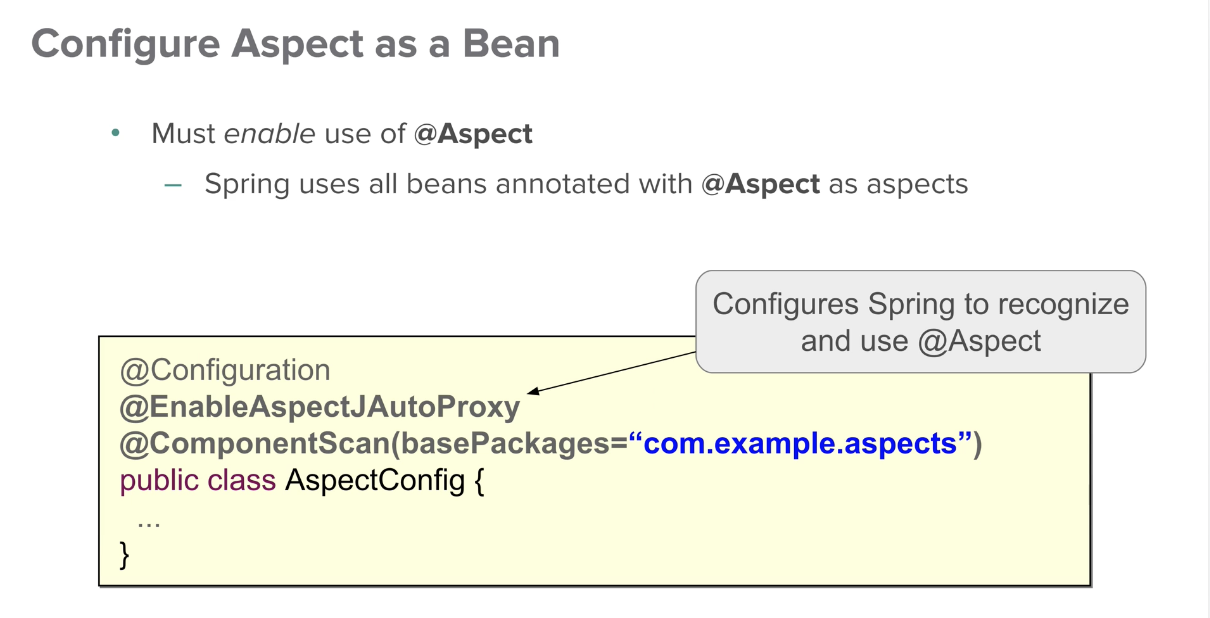 Configure Aspect as a Bean
• Must enable use of @Aspect
– Spring uses all beans annotated with @Aspect as aspects
Configures Spring to recognize
and use @Aspect
@Configuration
@EnableAspectJAutoProxy
@ComponentScan(basePackages=“com.example.aspects”)
public class AspectConfig {
...
}